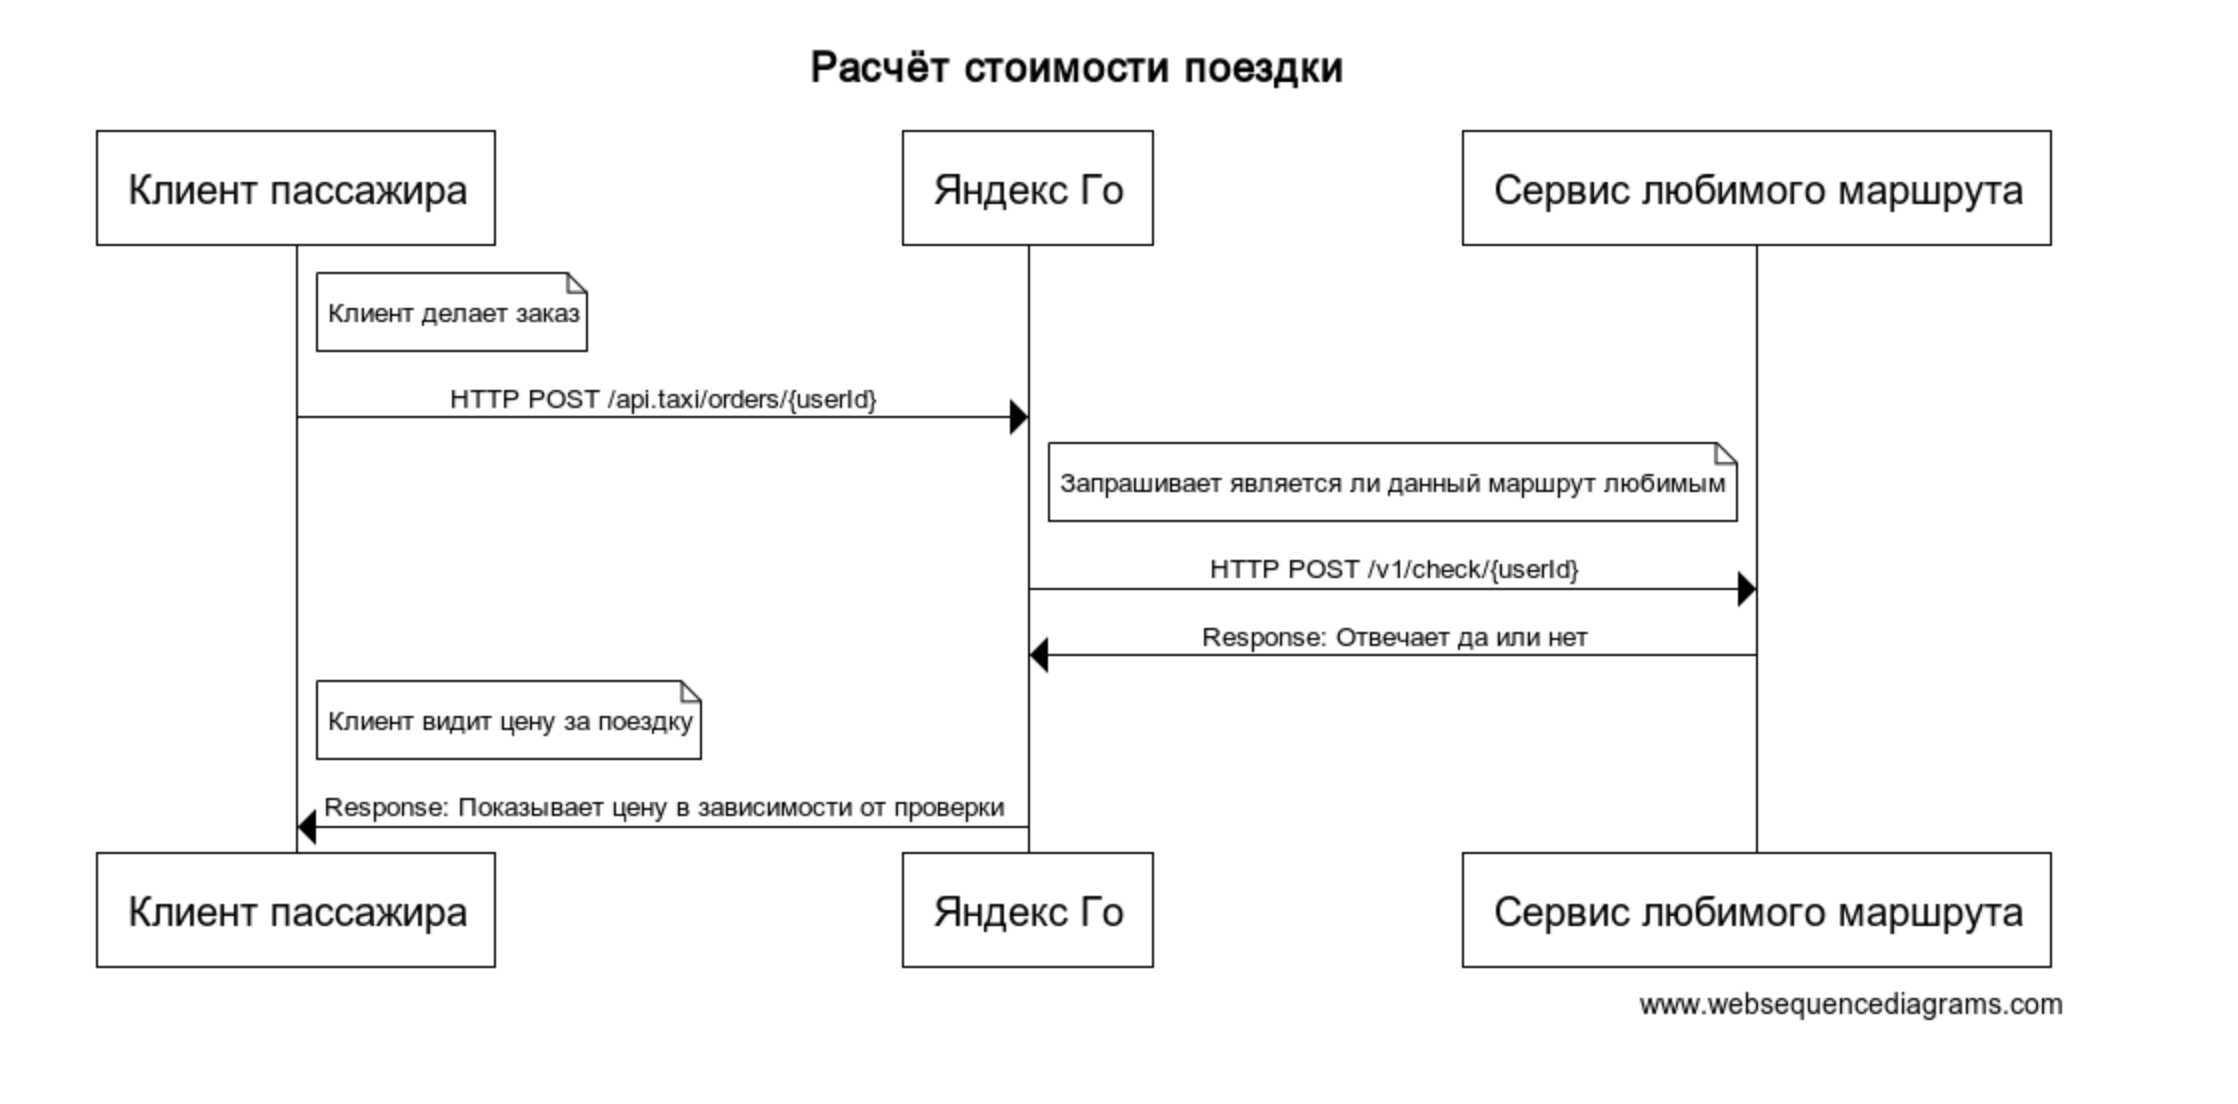 Расчёт стоимости поездки
Клиент пассажира
Яндекс Го
Сервис любимого маршрута
Клиент делает заказ
HTTP POST /api.taxi/orders/{userId}
Запрашивает является ли данный маршрут любимым
HTTP POST /v1/check/{userId}
Response: Отвечает да или нет
Клиент видит цену за поездку
Response: Показывает цену в зависимости от проверки
Клиент пассажира
Яндекс Го
Сервис любимого маршрута
www.websequencediagrams.com